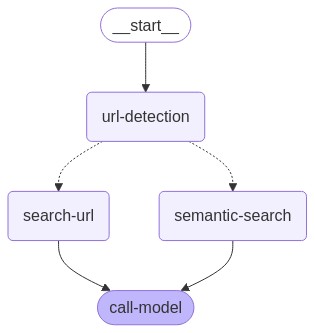 __start__
url-detection
search-url
semantic-search
call-model